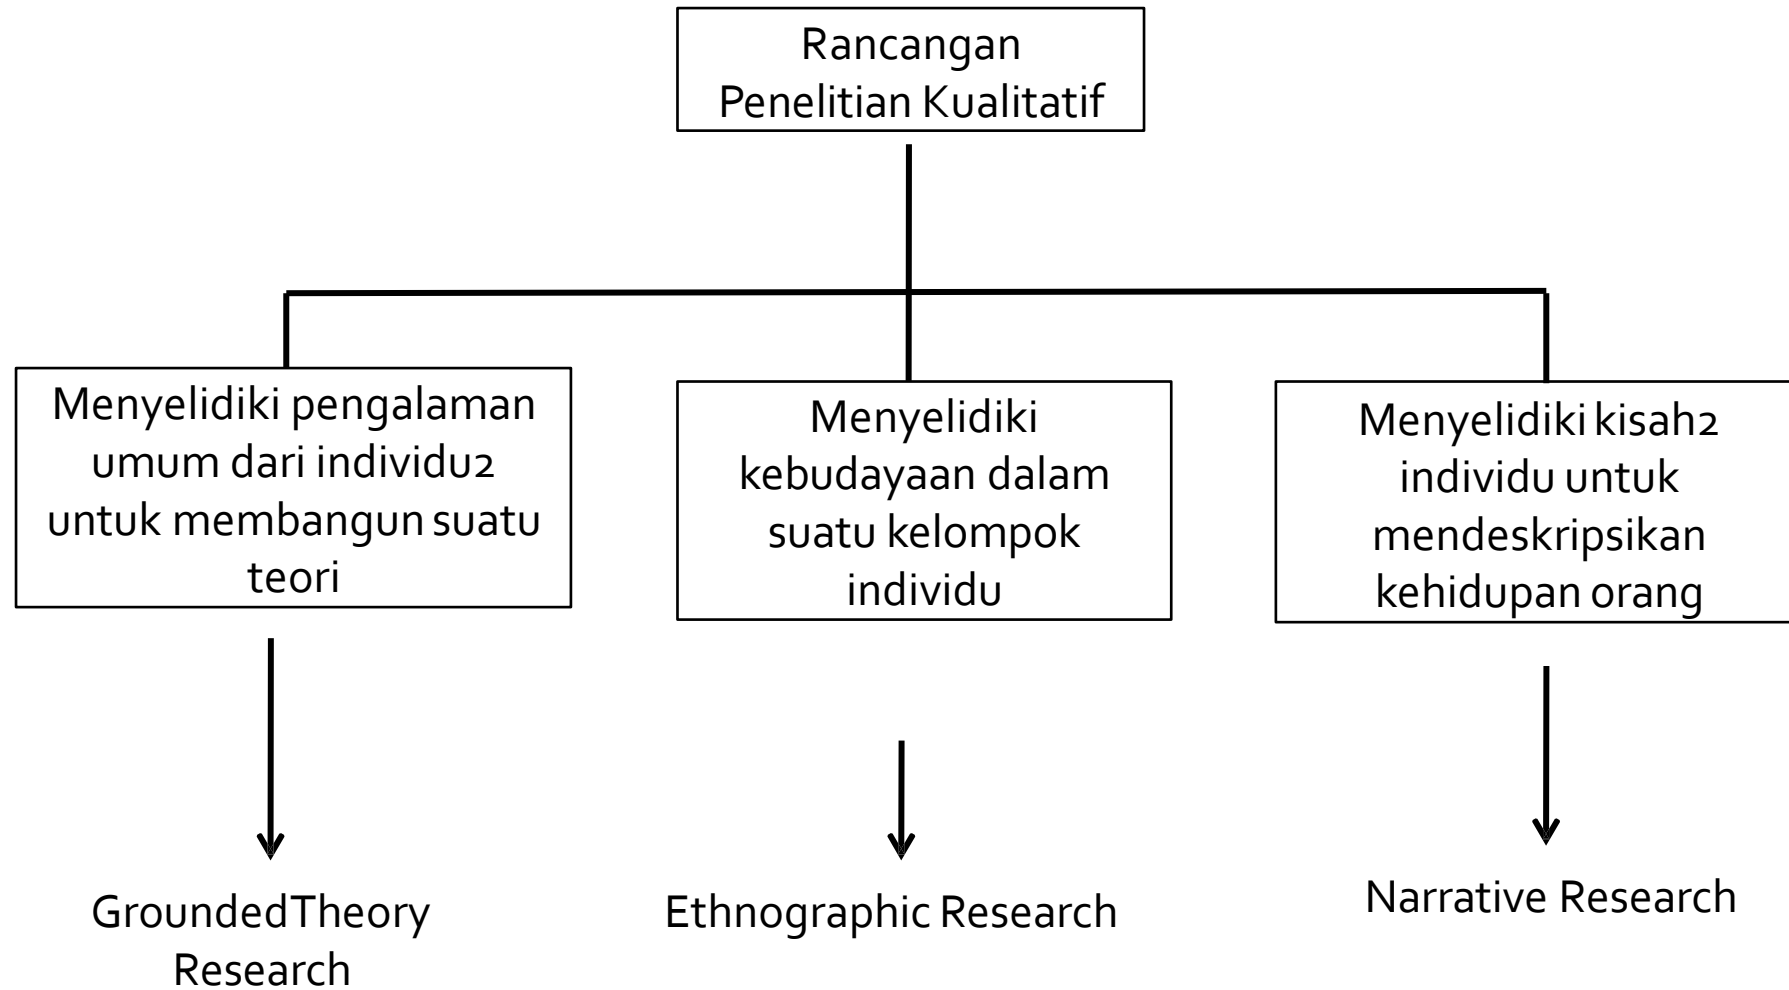 Rancangan
Penelitian Kualitatif
Menyelidiki pengalaman
umum dari individu2
untuk membangun suatu
teori
Menyelidiki
kebudayaan dalam
suatu kelompok
individu
Menyelidiki kisah2
individu untuk
mendeskripsikan
kehidupan orang
GroundedTheory
Research
Ethnographic Research
Narrative Research